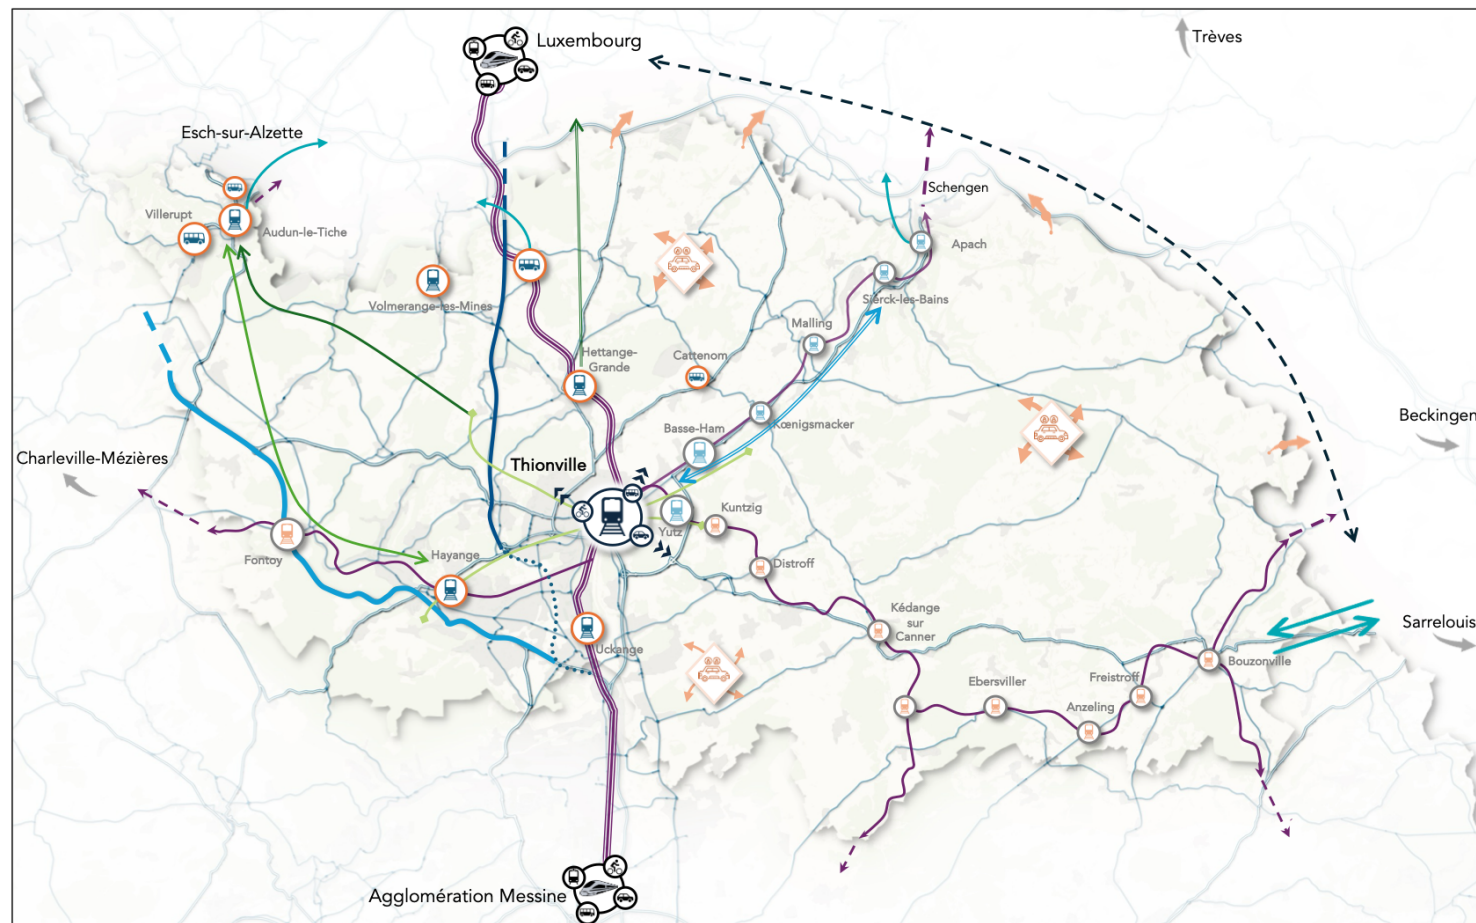 Trèves
Luxembourg
Esch-sur-Alzette
Schengen
Villerupt
Audun-le-Tiche
Apach
Volmerange-les-Mines
Sierck-les-Bains
Malling
Hettange-
Grande
Cattenom
Beckingen
Kœnigsmacker
Basse-Ham
Charleville-Mézières
Thionville
Kuntzig
Yutz
Fontoy
Hayange
Distroff
Kédange
sur
Canner
Sarrelouis
Uckange
Bouzonville
Freistroff
Ebersviller
Anzeling
Agglomération Messine